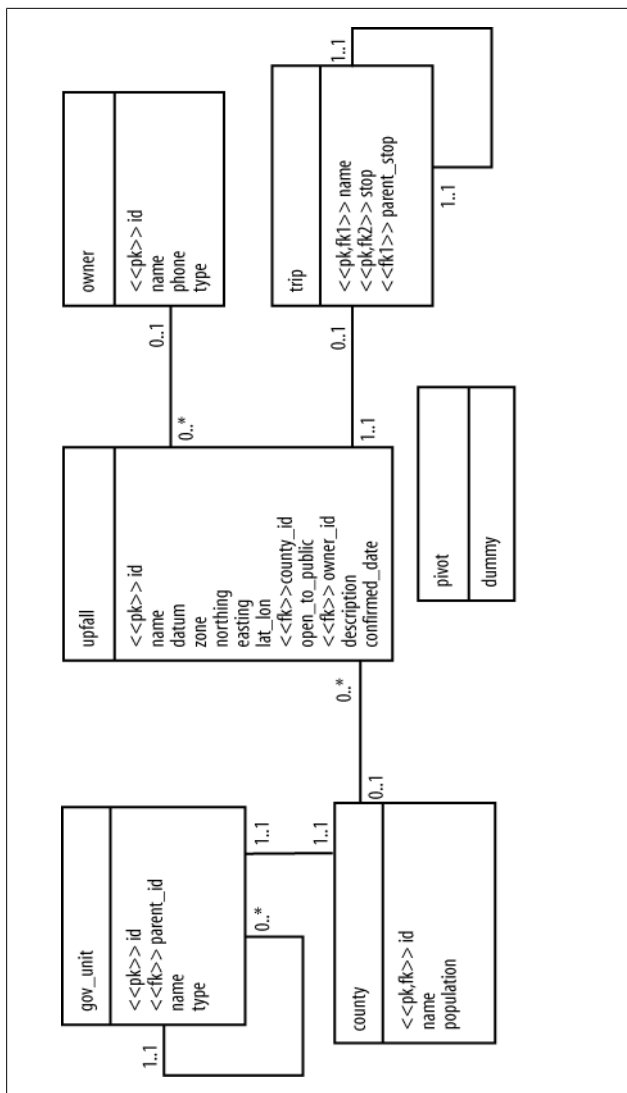 gov_unit
<<pk>> id
<<fk>> parent_id
name
type
1..1
0..*
1..1
1..1
county
<<pk,fk>> id
name
population
0..1
0..*
upfall
<<pk>> id
name
datum
zone
northing
easting
lat_lon
<<fk>>county_id
open_to_public
<<fk>> owner_id
description
confirmed_date
0..*
0..1
owner
<<pk>> id
name
phone
type
1..1
0..1
trip
<<pk,fk1>> name
<<pk,fk2>> stop
<<fk1>> parent_stop
1..1
1..1
pivot
dummy